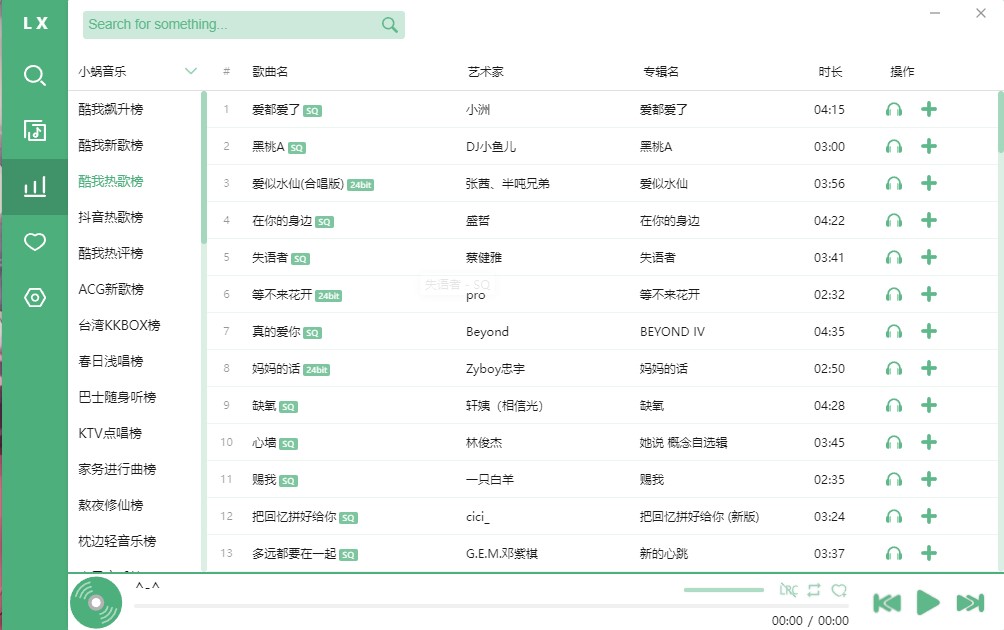 LX
Search for something...
小蜗音乐
酷我飙升榜
酷我新歌榜
酷我热歌榜
抖音热歌榜
酷我热评榜
ACG新歌榜
台湾KKBOX榜
春日浅唱榜
巴士随身听榜
KTV点唱榜
家务进行曲榜
熬夜修仙榜
枕边轻音乐榜
# 歌曲名 艺术家 专辑名 时长 操作
1 爱都爱了 SQ 小洲 爱都爱了 04:15
2 黑桃A SQ DJ小鱼儿 黑桃A 03:00
3 爱似水仙(合唱版) 24bit 张茜、半吨兄弟 爱似水仙 03:56
4 在你的身边 SQ 盛哲 在你的身边 04:22
5 失语者 SQ 蔡健雅 失语者 03:41
失语者 - SQ
6 等不来花开 24bit pro 等不来花开 02:32
7 真的爱你 SQ Beyond BEYOND IV 04:35
8 妈妈的话 24bit Zyboy忠宇 妈妈的话 02:50
9 缺氧 SQ 轩姨（相信光） 缺氧 04:28
10 心墙 SQ 林俊杰 她说 概念自选辑 03:45
11 赐我 SQ 一只白羊 赐我 02:35
12 把回忆拼好给你 SQ cici_ 把回忆拼好给你 (新版) 03:24
13 多远都要在一起 SQ G.E.M.邓紫棋 新的心跳 03:37
^-^
LRC
00:00 / 00:00